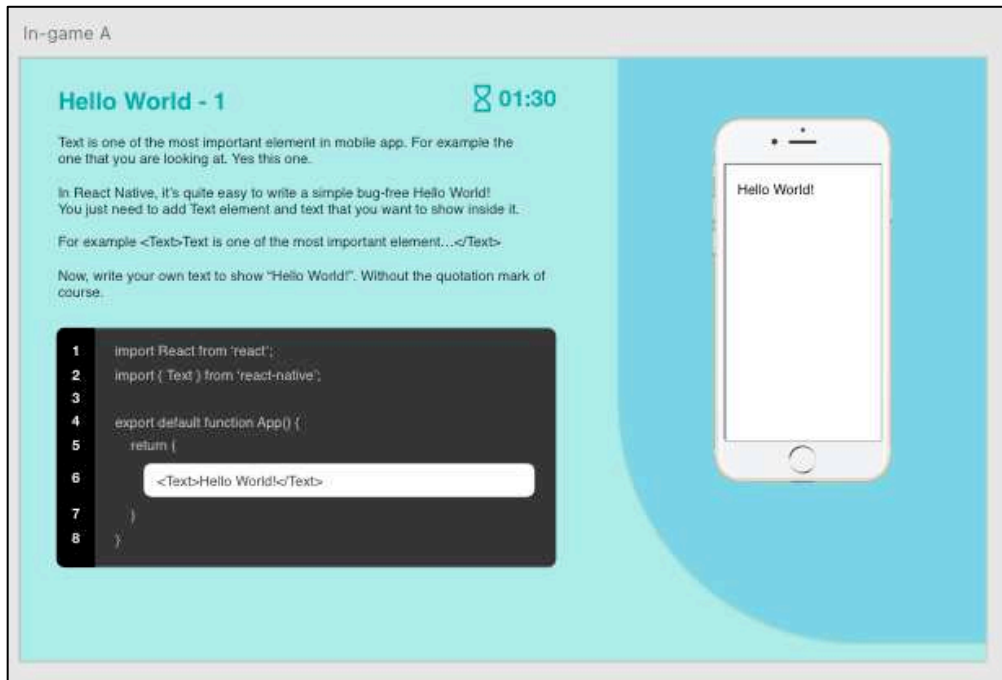 In-game A
Hello World - 1
01:30
Text is one of the most important element in mobile app. For example the
one that you are looking at. Yes this one.
In React Native, it's quite easy to write a simple bug-free Hello World!
You just need to add Text element and text that you want to show inside it.
For example <Text>Text is one of the most important element...</Text>
Now, write your own text to show “Hello World!”. Without the quotation mark of
course.
1 import React from ‘react’;
2 import { Text } from ‘react-native’;
3
4 export default function App() {
5 return (
6 <Text>Hello World!</Text>
7 )
8 }
Hello World!